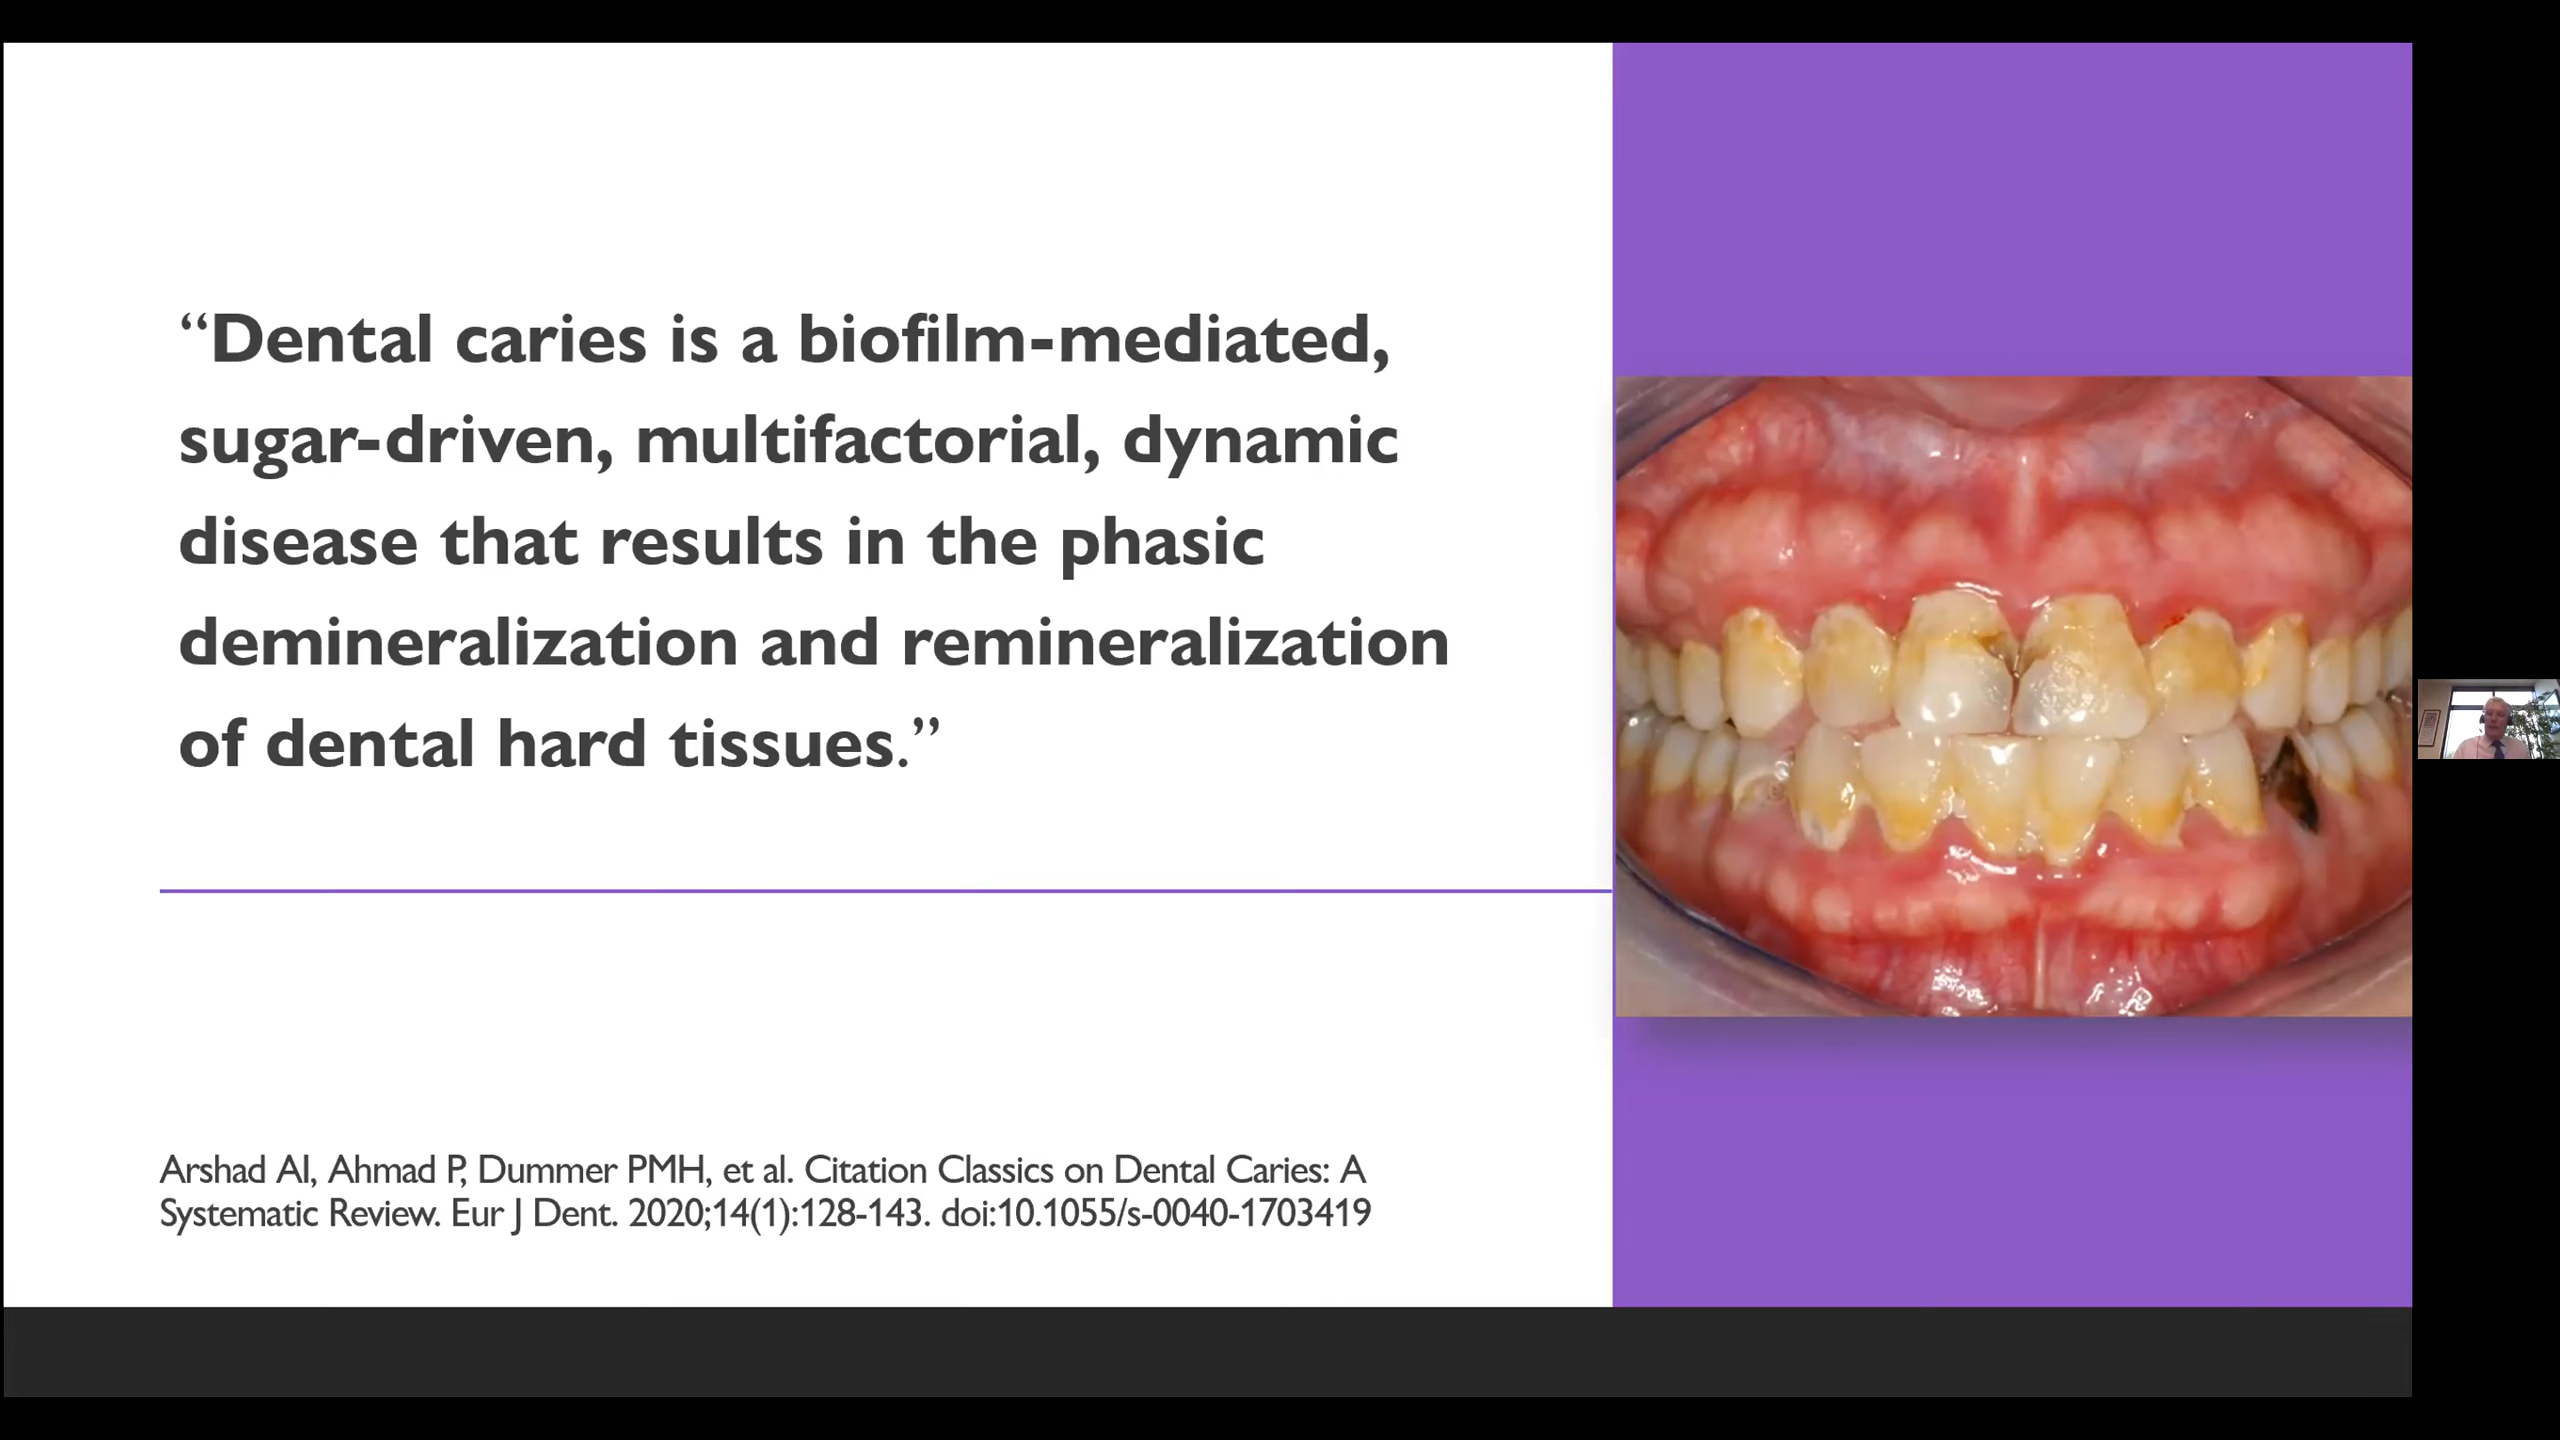 “Dental caries is a biofilm-mediated,
sugar-driven, multifactorial, dynamic
disease that results in the phasic
demineralization and remineralization
of dental hard tissues.”
Arshad AI, Ahmad P, Dummer PMH, et al. Citation Classics on Dental Caries: A
Systematic Review. Eur J Dent. 2020;14(1):128-143. doi:10.1055/s-0040-1703419